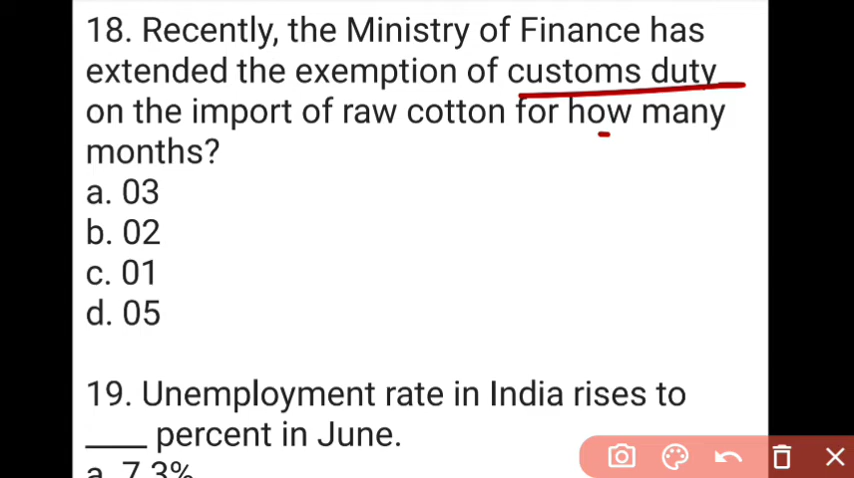 18. Recently, the Ministry of Finance has
extended the exemption of customs duty
on the import of raw cotton for how many
months?
a. 03
b. 02
c. 01
d. 05
19. Unemployment rate in India rises to
____ percent in June.
a. 7.3%